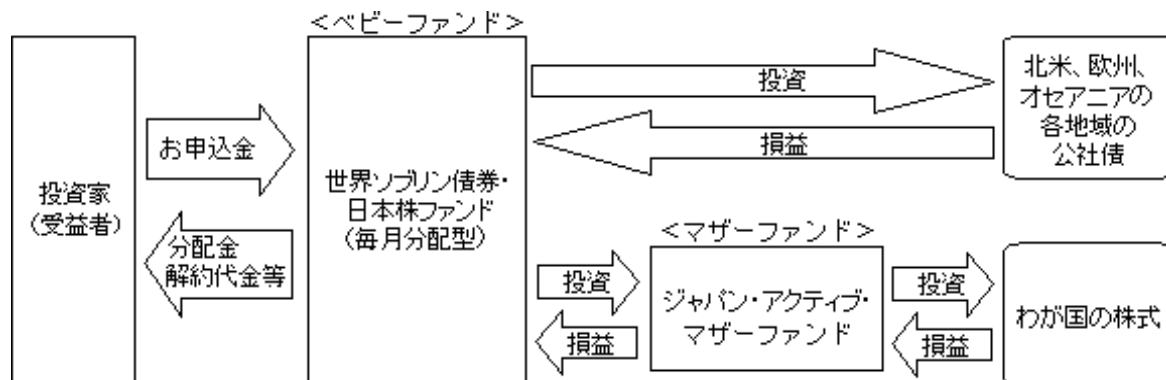 ＜ベビーファンド＞
投資家
（受益者）
お申込金
分配金
解約代金等
世界ソブリン債券・
日本株ファンド
（毎月分配型）
投資
損益
北米、欧州、
オセアニアの
各地域の
公社債
＜マザーファンド＞
投資
損益
ジャパン・アクティブ・
マザーファンド
投資
損益
わが国の株式